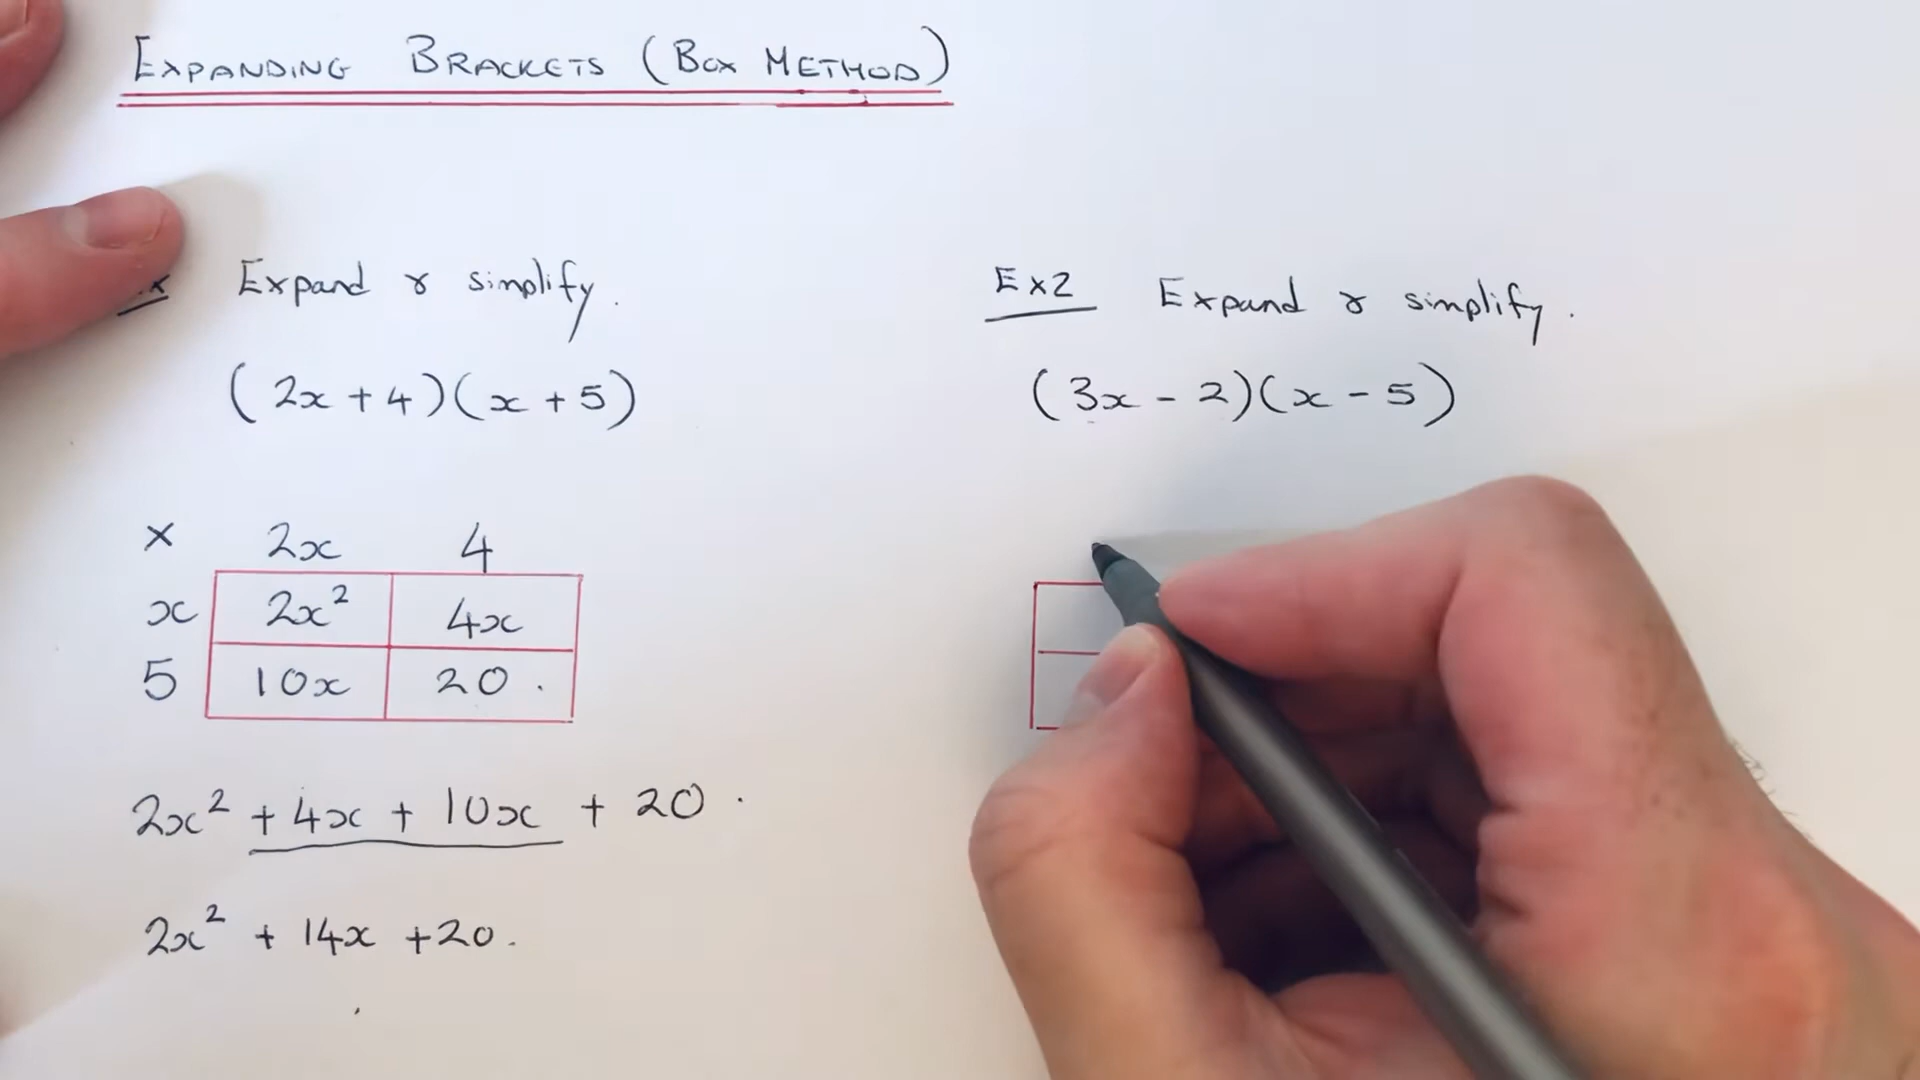 EXPANDING BRACKETS (BOX METHOD)
Expand & simplify.
(2x + 4)(x + 5)
× 2x 4
x 2x² 4x
5 10x 20.
2x² + 4x + 10x + 20.
2x² + 14x + 20.
Ex2 Expand & simplify.
(3x - 2)(x - 5)